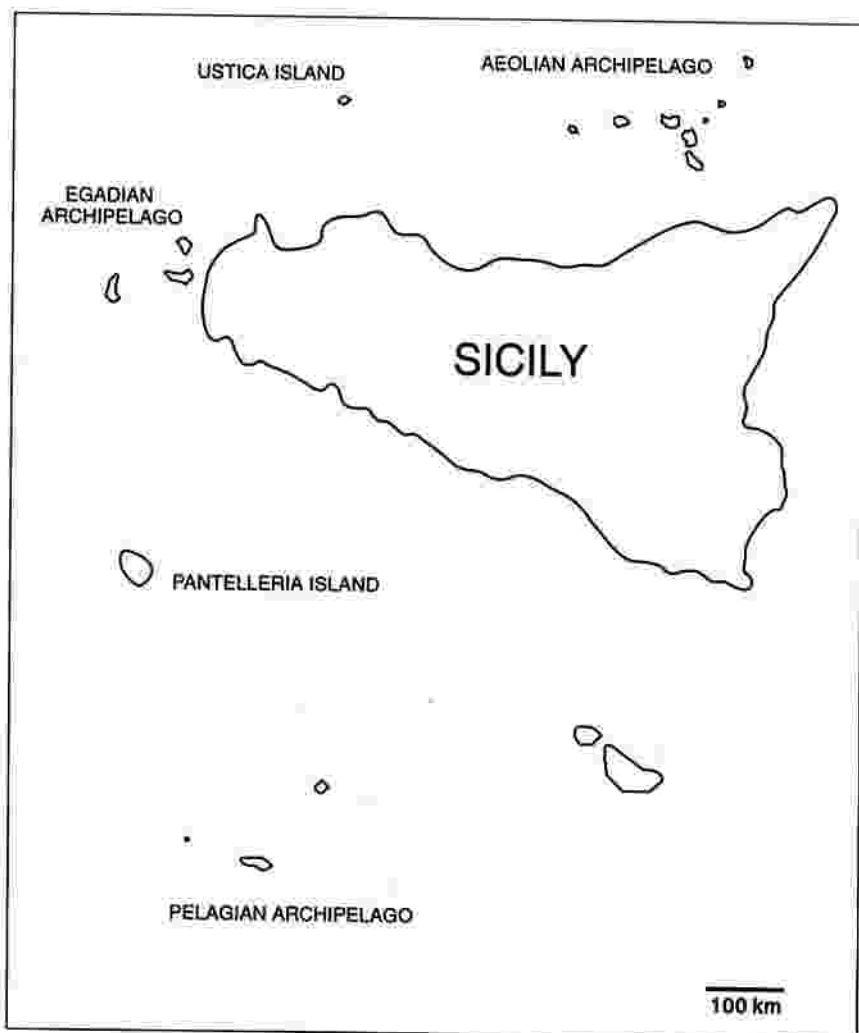 USTICA ISLAND
AEOLIAN ARCHIPELAGO
EGADIAN
ARCHIPELAGO
SICILY
PANTELLERIA ISLAND
PELAGIAN ARCHIPELAGO
100 km